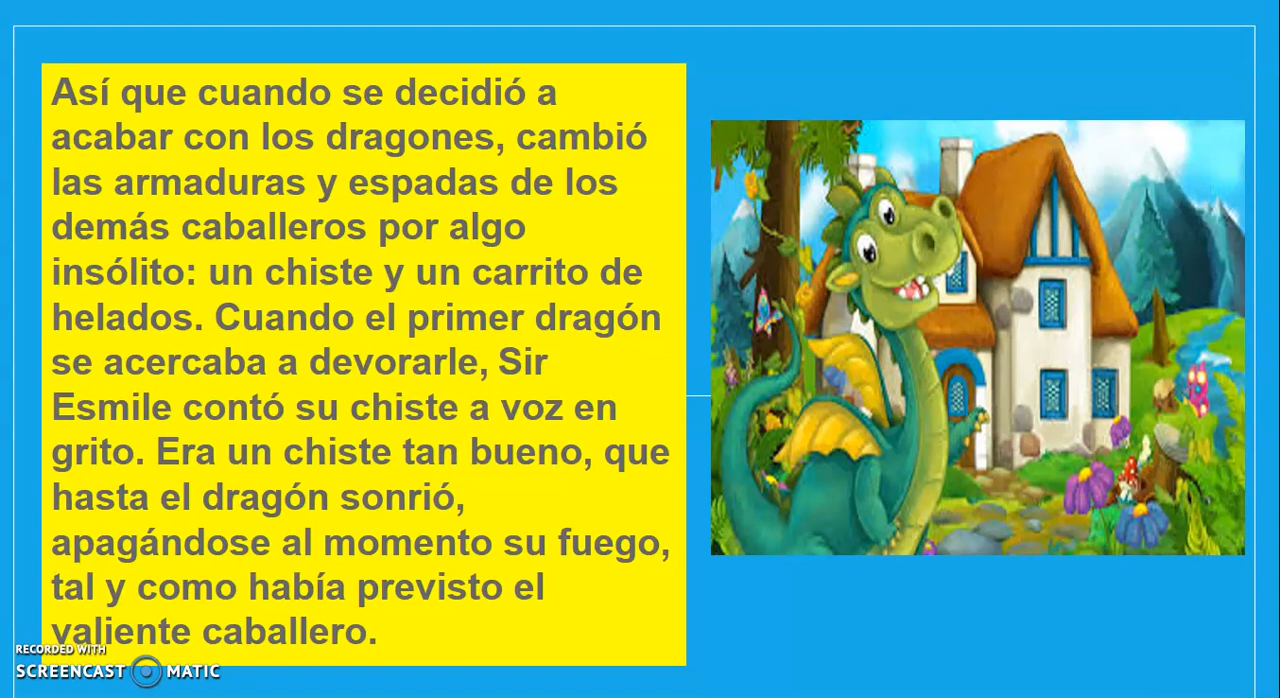 Así que cuando se decidió a
acabar con los dragones, cambió
las armaduras y espadas de los
demás caballeros por algo
insólito: un chiste y un carrito de
helados. Cuando el primer dragón
se acercaba a devorarle, Sir
Esmile contó su chiste a voz en
grito. Era un chiste tan bueno, que
hasta el dragón sonrió,
apagándose al momento su fuego,
tal y como había previsto el
valiente caballero.
RECORDED WITH
SCREENCAST MATIC